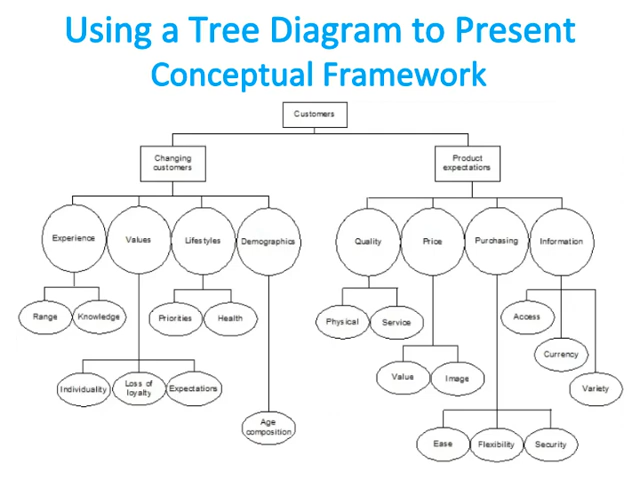 Using a Tree Diagram to Present
Conceptual Framework
Customers
Changing
customers
Product
expectations
Experience
Values
Lifestyles
Demographics
Quality
Price
Purchasing
Information
Range
Knowledge
Priorities
Health
Physical
Service
Access
Currency
Variety
Individuality
Loss of
loyalty
Expectations
Value
Image
Age
composition
Ease
Flexibility
Security